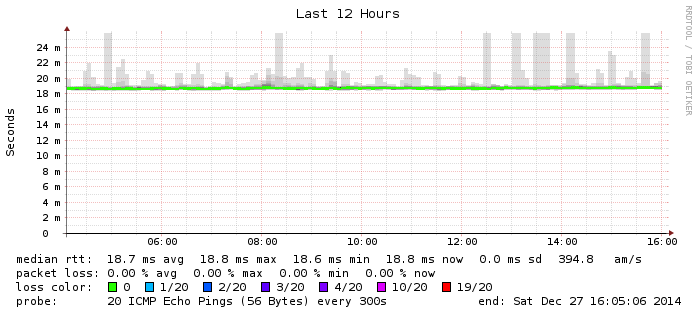 Last 12 Hours
RRDTOOL / TOBI OETIKER
Seconds
24 m
22 m
20 m
18 m
16 m
14 m
12 m
10 m
8 m
6 m
4 m
2 m
0
06:00 08:00 10:00 12:00 14:00 16:00
median rtt: 18.7 ms avg 18.8 ms max 18.6 ms min 18.8 ms now 0.0 ms sd 394.8 am/s
packet loss: 0.00 % avg 0.00 % max 0.00 % min 0.00 % now
loss color: 0 1/20 2/20 3/20 4/20 10/20 19/20
probe: 20 ICMP Echo Pings (56 Bytes) every 300s end: Sat Dec 27 16:05:06 2014